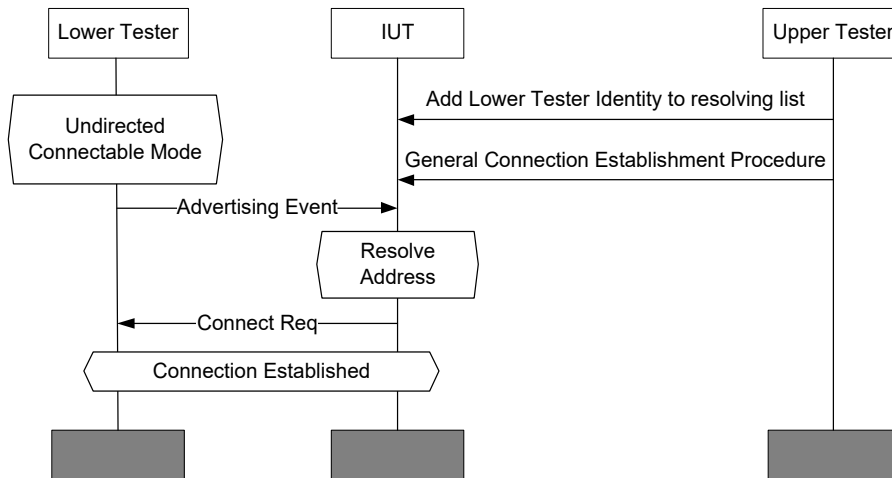 Lower Tester
IUT
Upper Tester
Add Lower Tester Identity to resolving list
Undirected
Connectable Mode
General Connection Establishment Procedure
Advertising Event
Resolve
Address
Connect Req
Connection Established